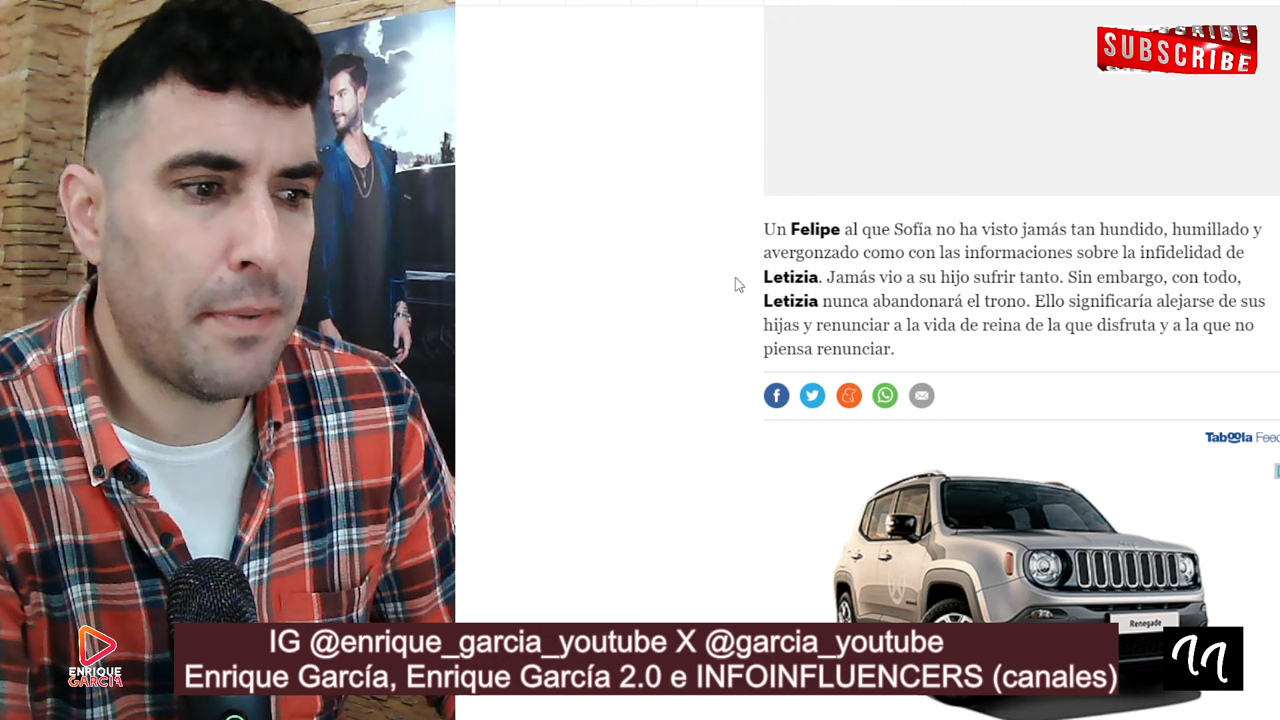 SUBSCRIBE
Un Felipe al que Sofía no ha visto jamás tan hundido, humillado y
avergonzado como con las informaciones sobre la infidelidad de
Letizia. Jamás vio a su hijo sufrir tanto. Sin embargo, con todo,
Letizia nunca abandonará el trono. Ello significaría alejarse de sus
hijas y renunciar a la vida de reina de la que disfruta y a la que no
piensa renunciar.
Taboola Feed
Renegade
IG @enrique_garcia_youtube X @garcia_youtube
Enrique García, Enrique García 2.0 e INFOINFLUENCERS (canales)
ENRIQUE
GARCÍA